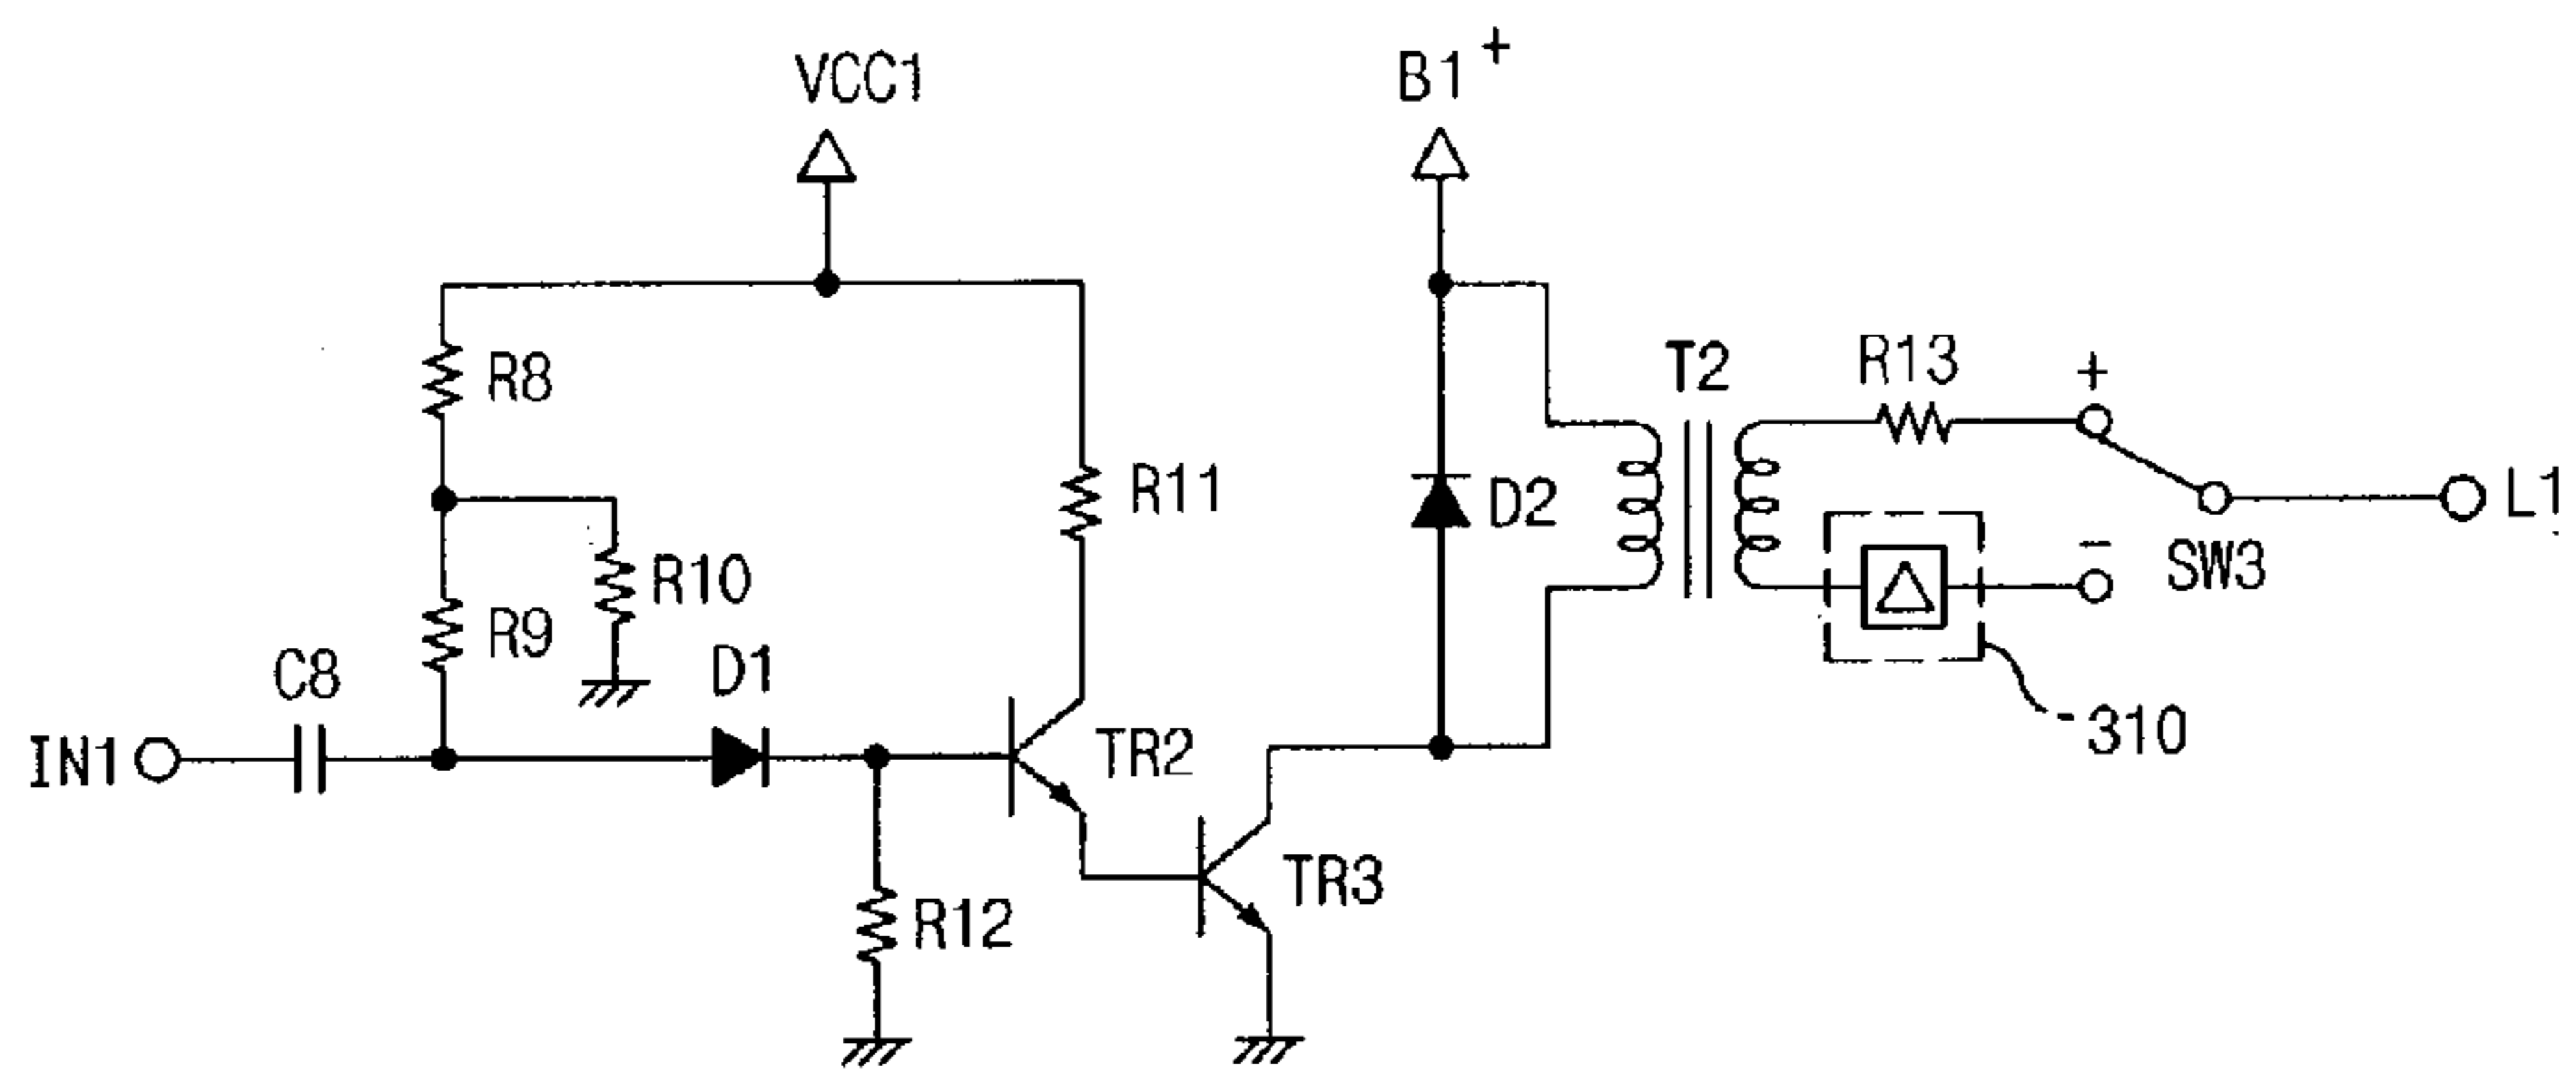 VCC1
B1+
R8
R11
T2
R13
+
D2
L1
R10
−
SW3
R9
C8
D1
310
IN1
TR2
TR3
R12